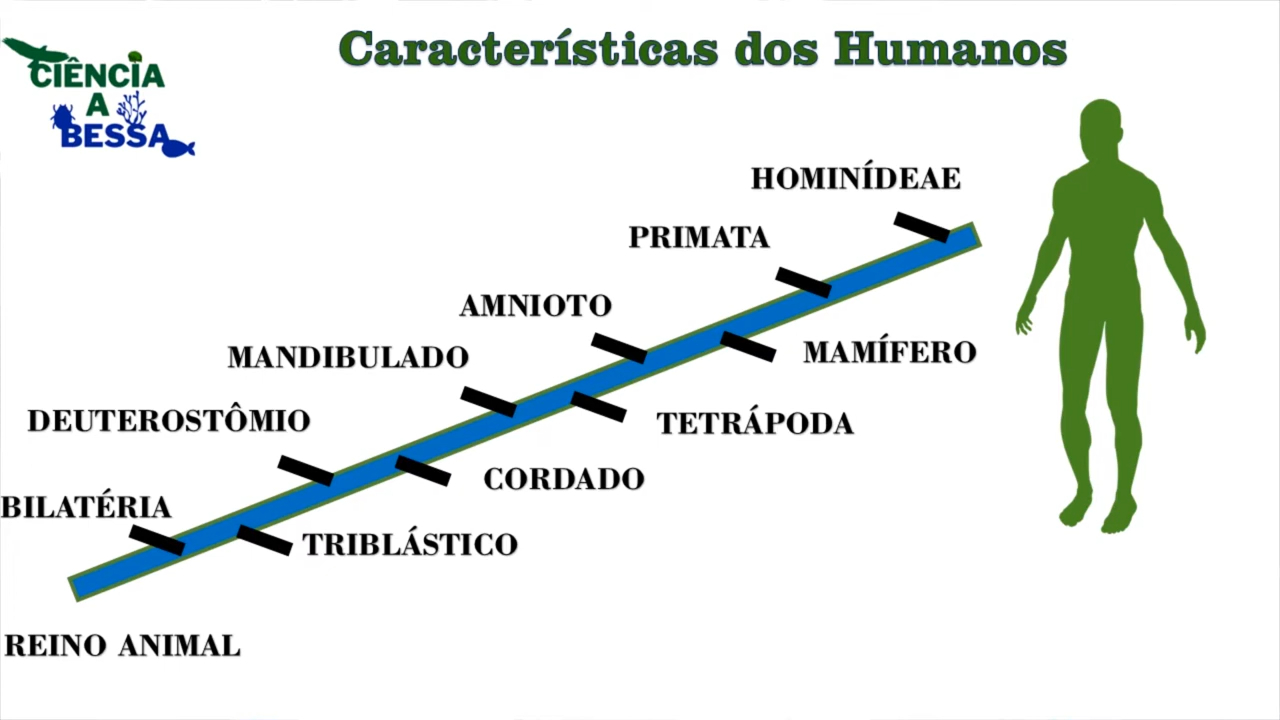 Características dos Humanos
CIÊNCIA
A
BESSA
HOMINÍDEAE
PRIMATA
AMNIOTO
MANDIBULADO
MAMÍFERO
DEUTEROSTÔMIO
TETRÁPODA
CORDADO
BILATÉRIA
TRIBLÁSTICO
REINO ANIMAL